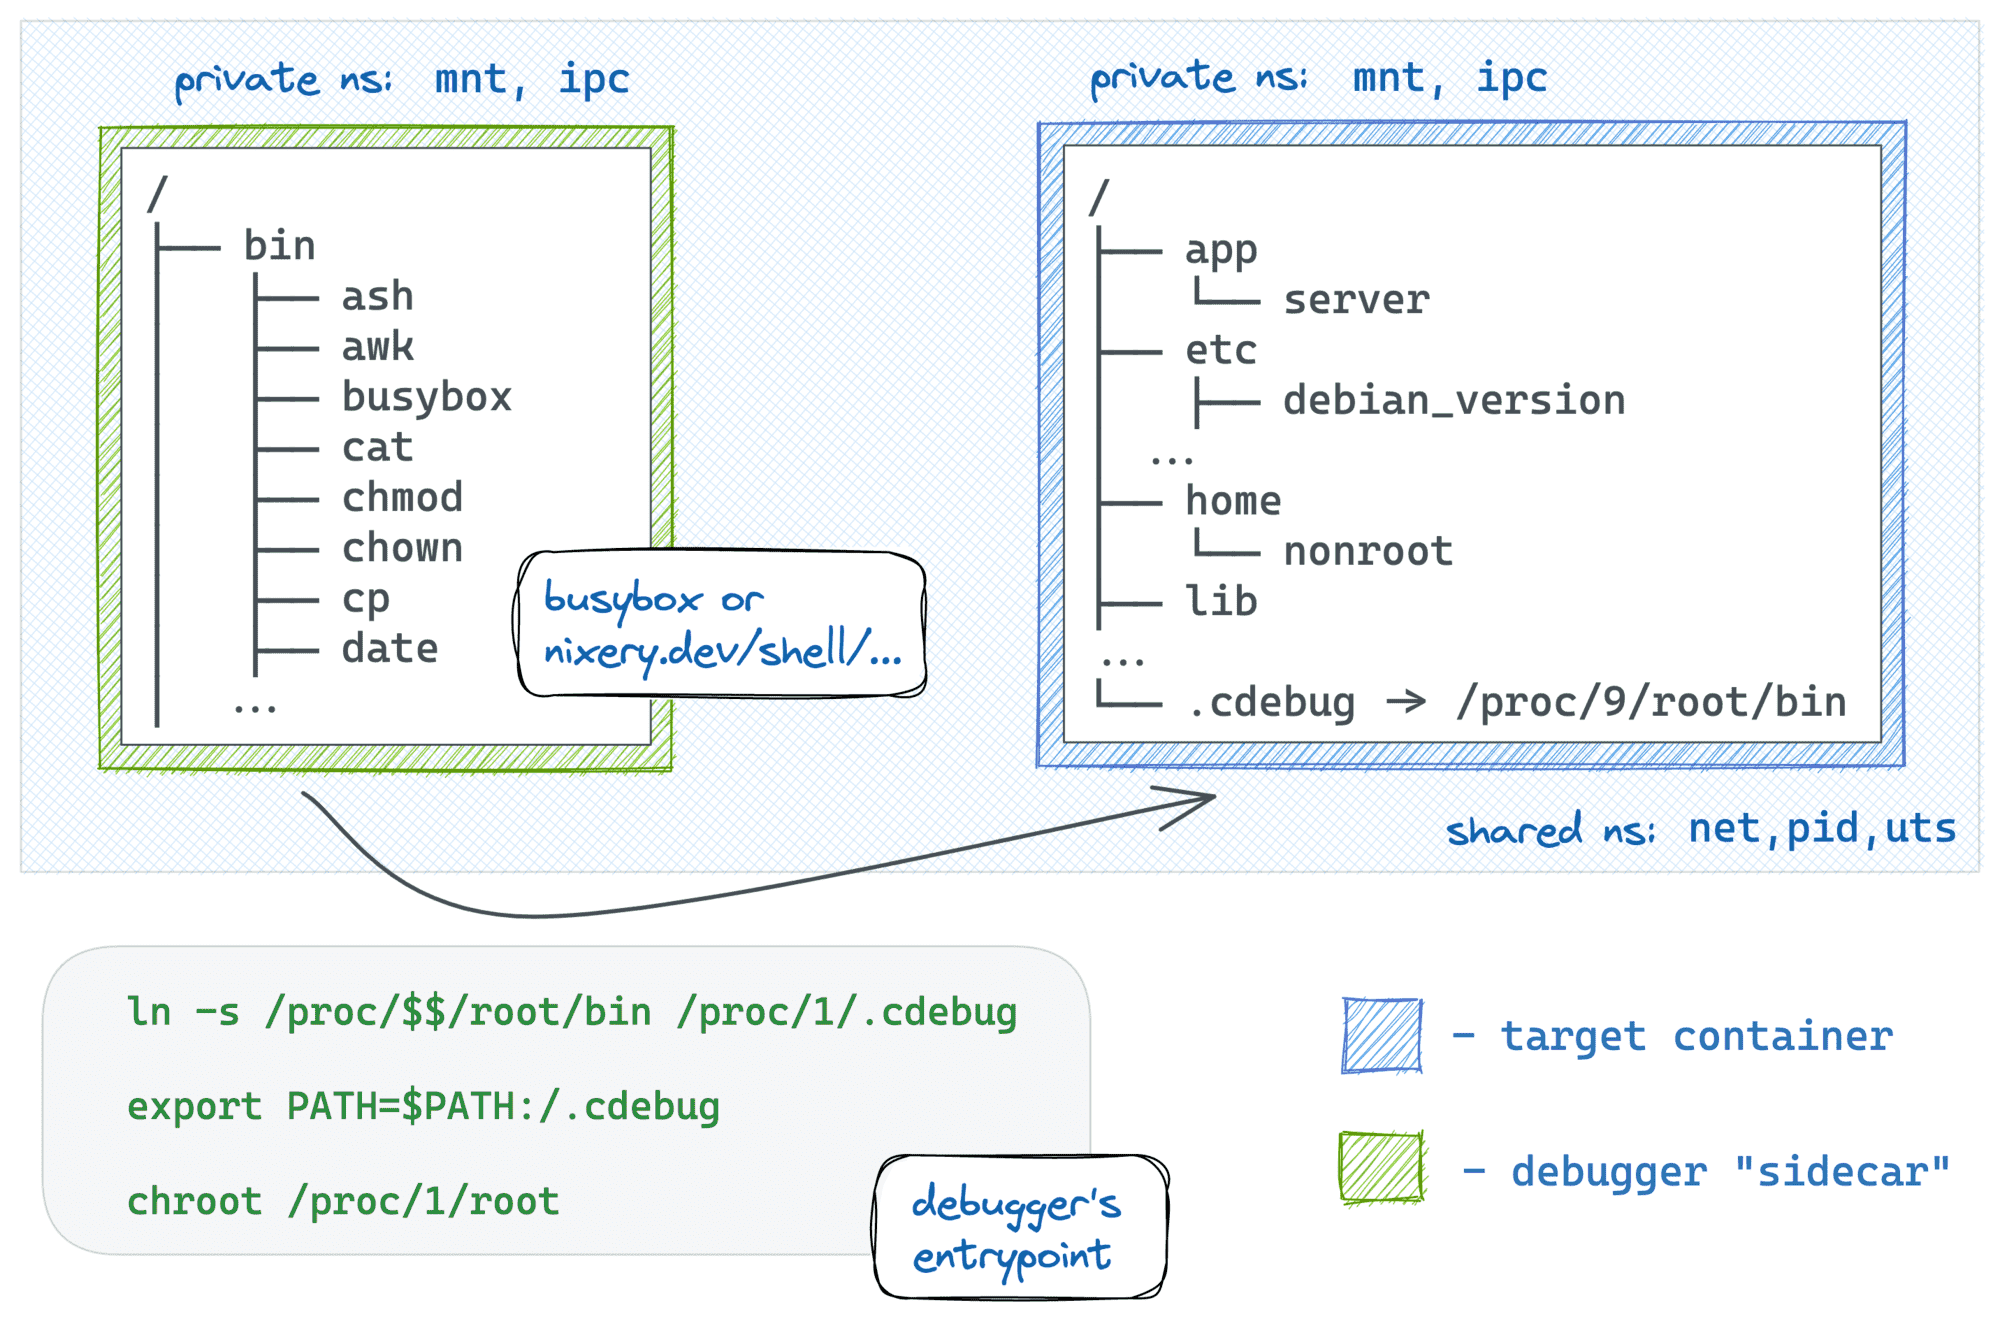 private ns: mnt, ipc
/
bin
ash
awk
busybox
cat
chmod
chown
cp
date
...
busybox or
nixery.dev/shell/...
private ns: mnt, ipc
/
app
server
etc
debian_version
...
home
nonroot
lib
...
.cdebug -> /proc/9/root/bin
shared ns: net,pid,uts
ln -s /proc/$$/root/bin /proc/1/.cdebug
export PATH=$PATH:/.cdebug
chroot /proc/1/root
debugger's
entrypoint
- target container
- debugger "sidecar"